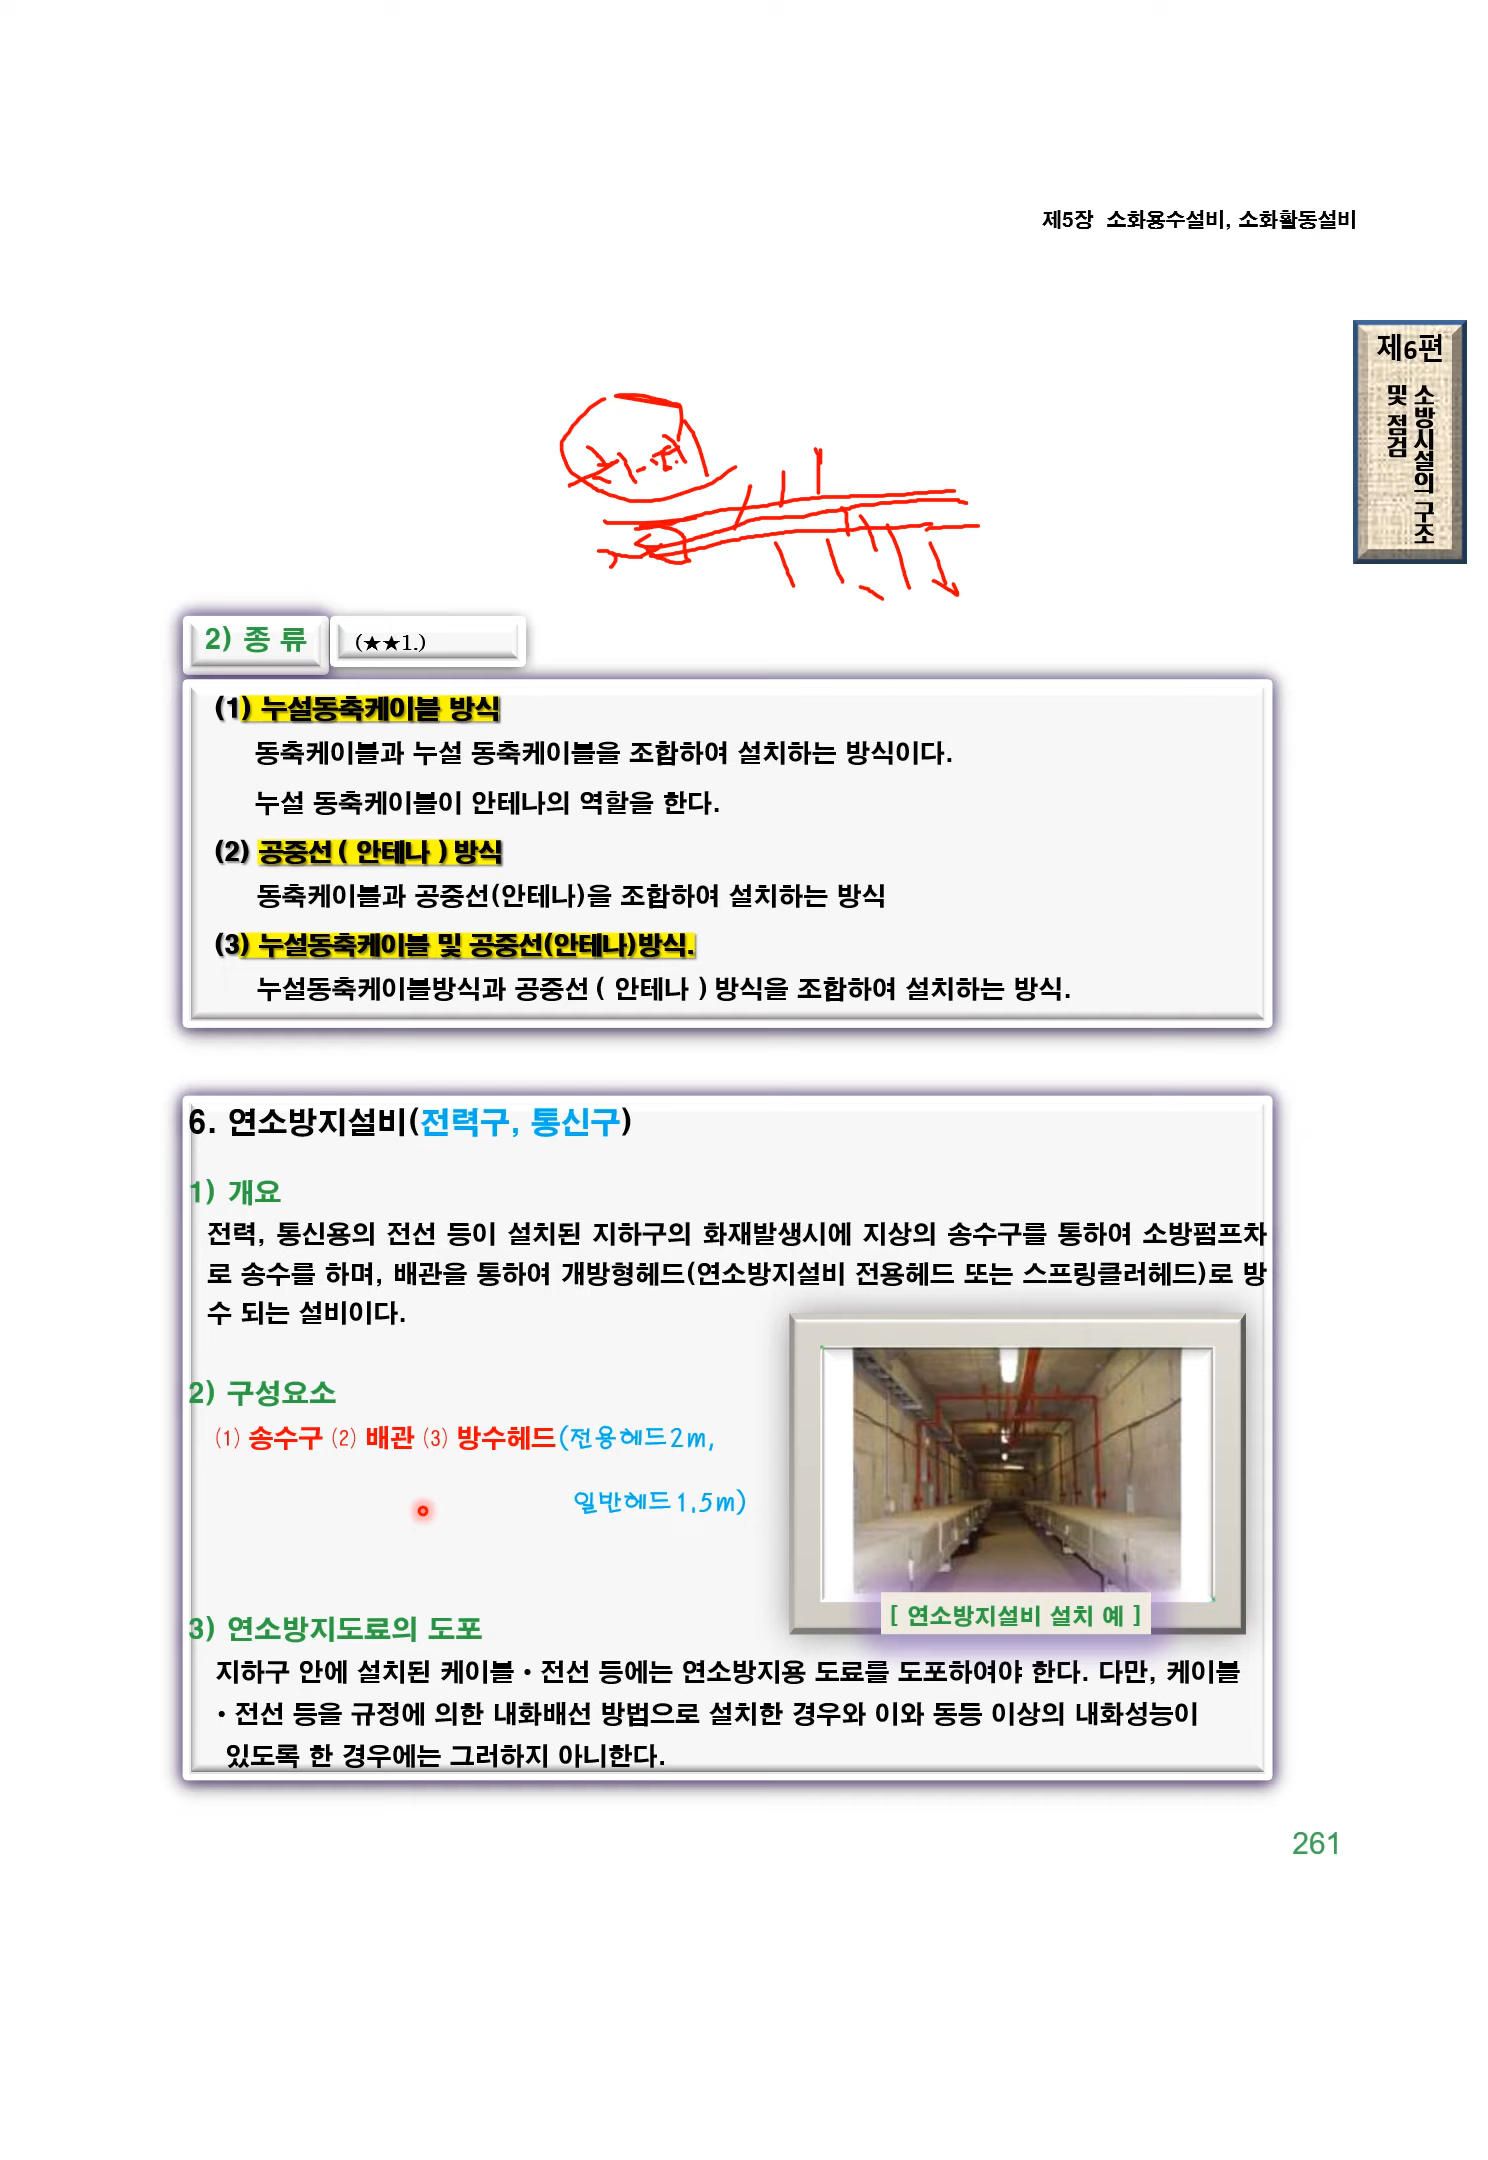 제5장 소화용수설비, 소화활동설비
제6편
소방시설의 구조
및 점검
2) 종 류
(★★1.)
(1) 누설동축케이블 방식
동축케이블과 누설 동축케이블을 조합하여 설치하는 방식이다.
누설 동축케이블이 안테나의 역할을 한다.
(2) 공중선 ( 안테나 ) 방식
동축케이블과 공중선(안테나)을 조합하여 설치하는 방식
(3) 누설동축케이블 및 공중선(안테나)방식.
누설동축케이블방식과 공중선 ( 안테나 ) 방식을 조합하여 설치하는 방식.
6. 연소방지설비(전력구, 통신구)
1) 개요
전력, 통신용의 전선 등이 설치된 지하구의 화재발생시에 지상의 송수구를 통하여 소방펌프차
로 송수를 하며, 배관을 통하여 개방형헤드(연소방지설비 전용헤드 또는 스프링클러헤드)로 방
수 되는 설비이다.
2) 구성요소
(1) 송수구 (2) 배관 (3) 방수헤드(전용헤드2m,
일반헤드1.5m)
[ 연소방지설비 설치 예 ]
3) 연소방지도료의 도포
지하구 안에 설치된 케이블 • 전선 등에는 연소방지용 도료를 도포하여야 한다. 다만, 케이블
• 전선 등을 규정에 의한 내화배선 방법으로 설치한 경우와 이와 동등 이상의 내화성능이
있도록 한 경우에는 그러하지 아니한다.
261